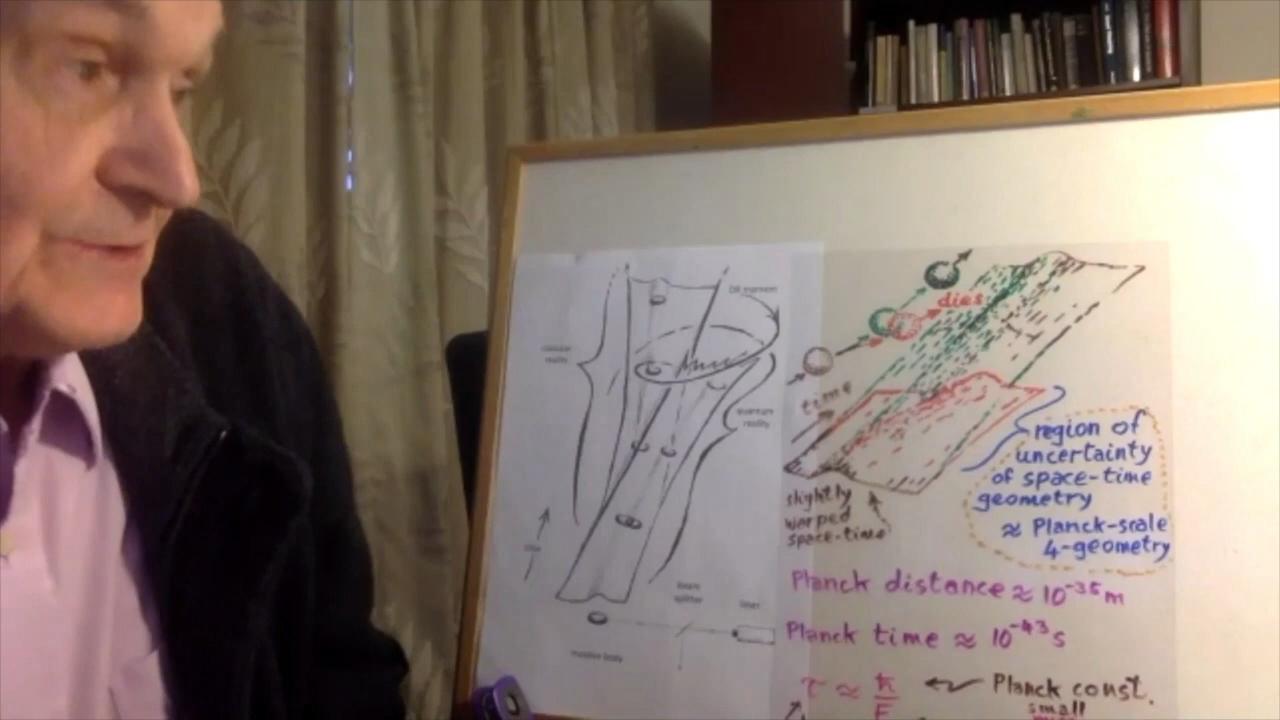 OR moment
classical
reality
quantum
reality
time
beam
splitter
laser
massive body
dies
time
slightly
warped
space-time
region of
uncertainty
of space-time
geometry
≈ Planck-scale
4-geometry
Planck distance ≈ 10⁻³⁵ m
Planck time ≈ 10⁻⁴³ s
τ ≈ ℏ/E
Planck const.
small